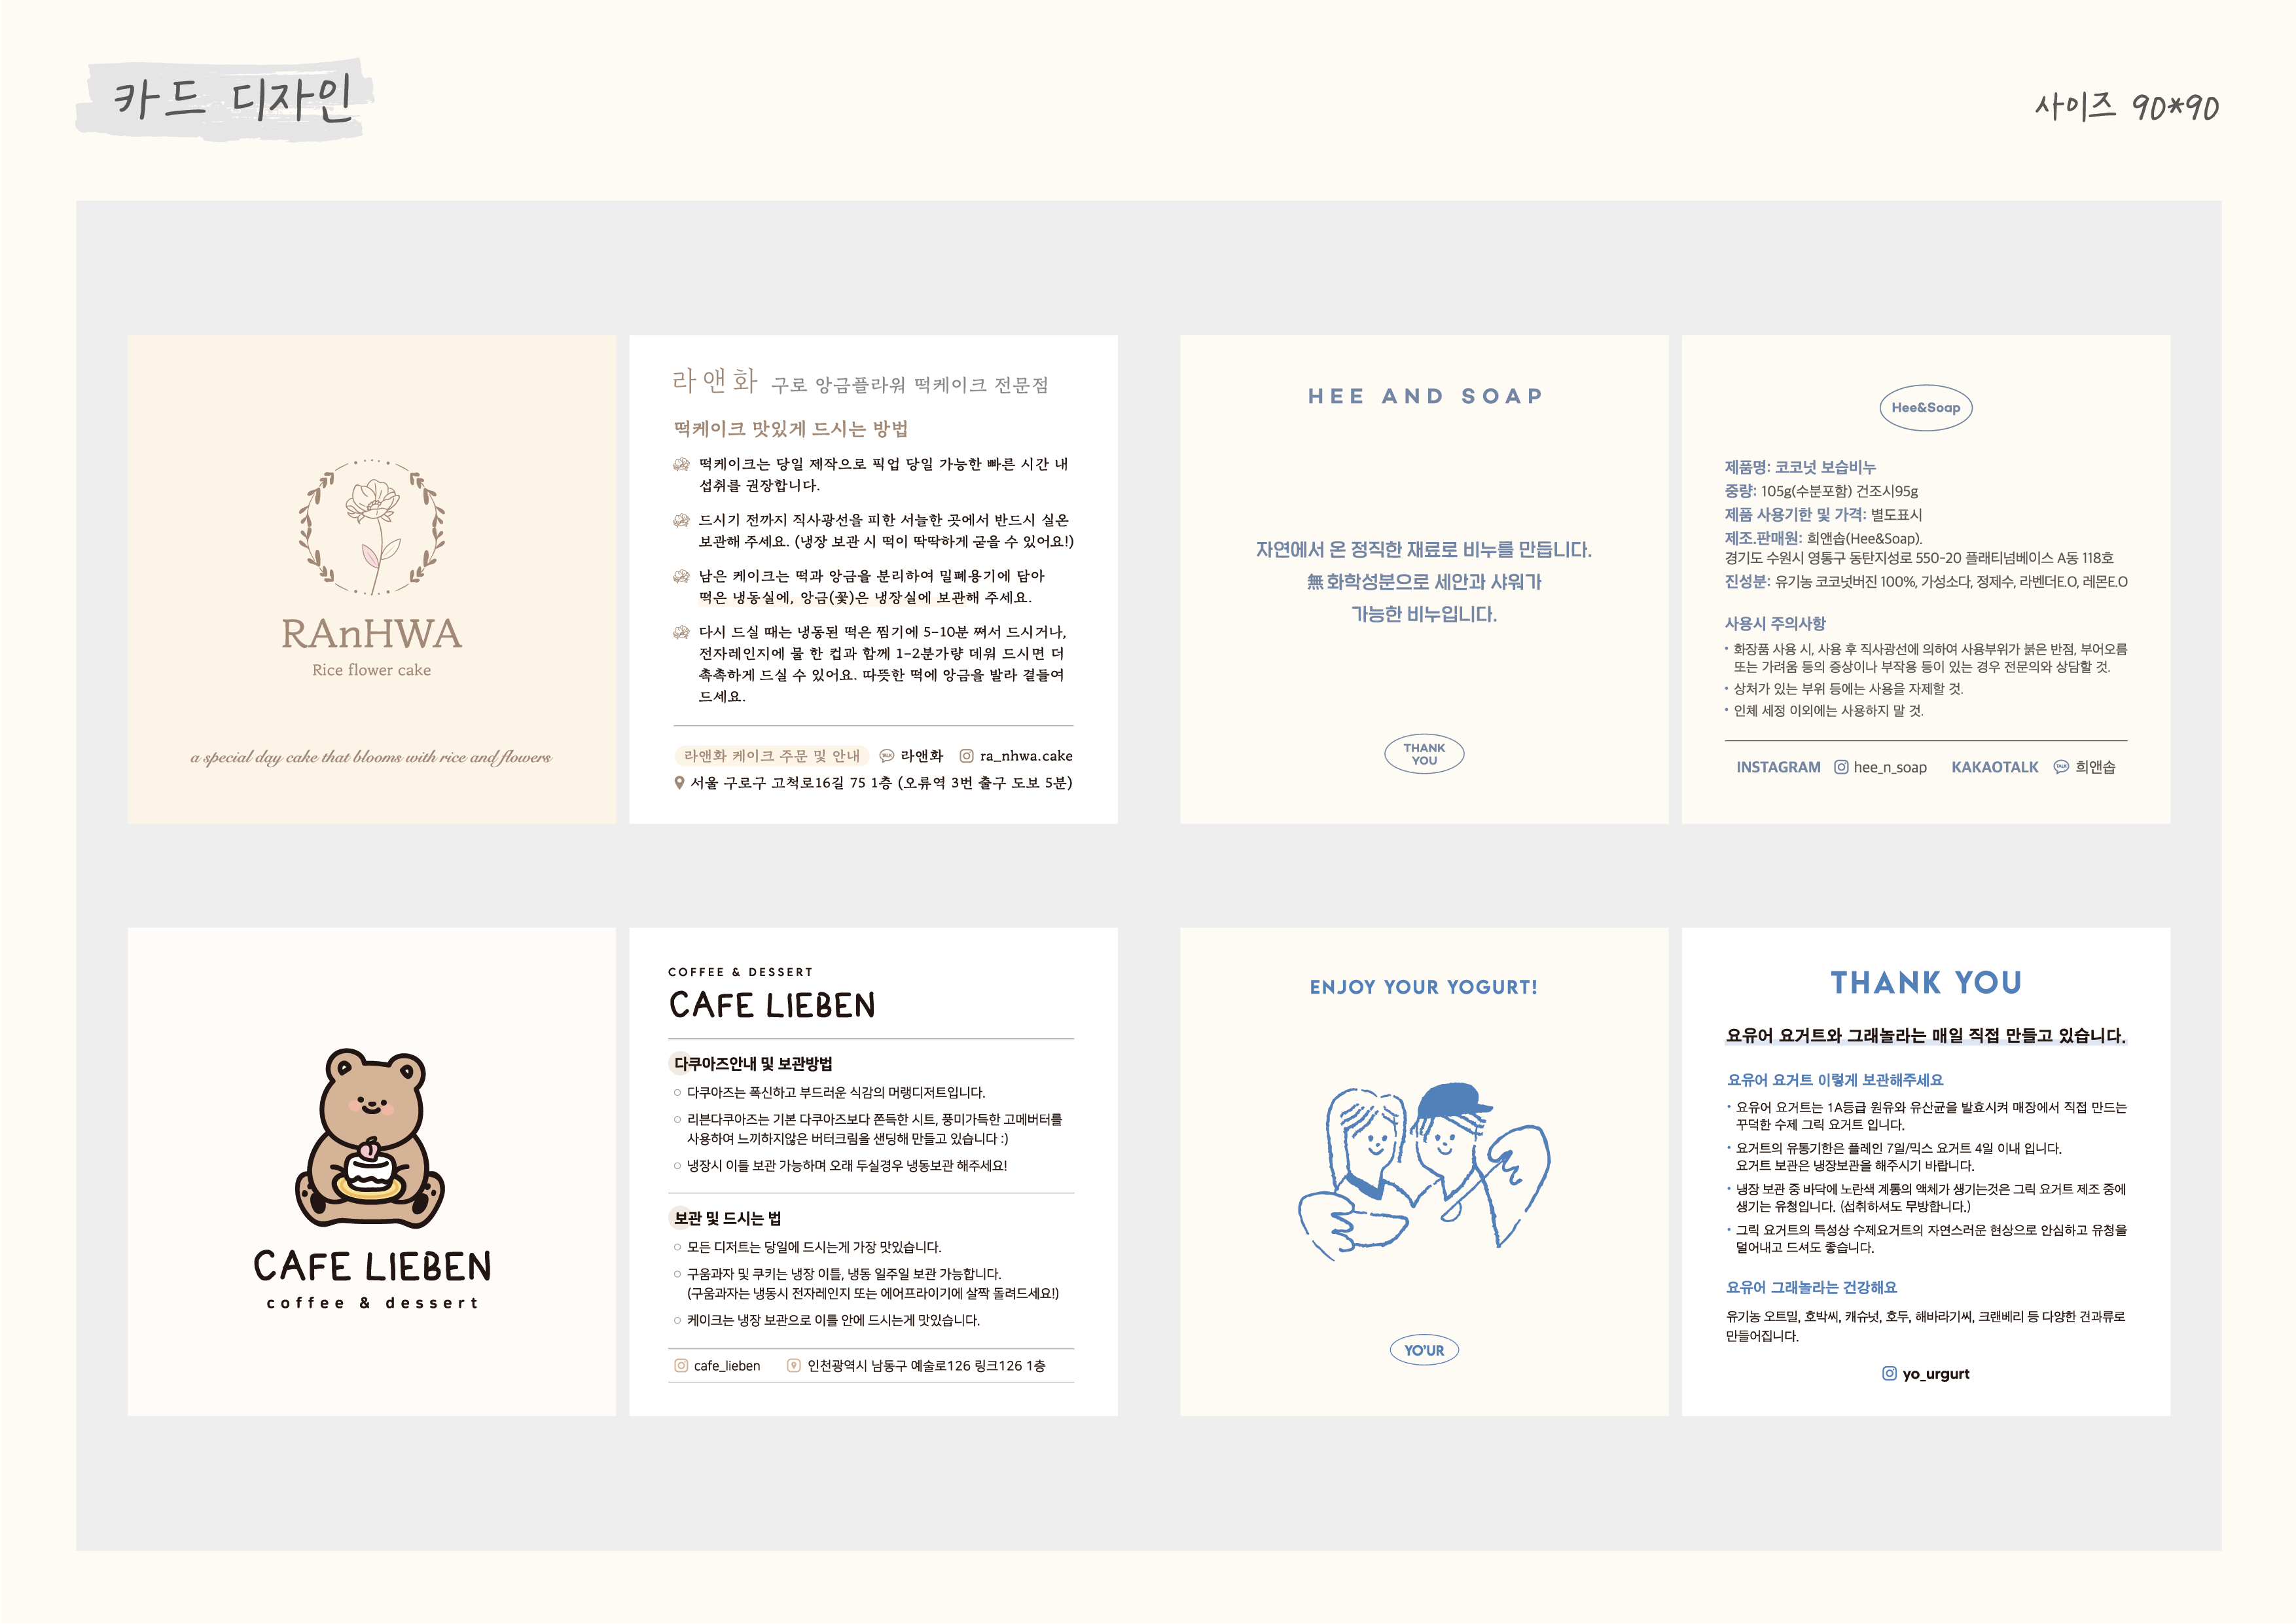 카드 디자인
사이즈 90*90
RAnHWA
Rice flower cake
a special day cake that blooms with rice and flowers
라앤화 구로 앙금플라워 떡케이크 전문점
떡케이크 맛있게 드시는 방법
떡케이크는 당일 제작으로 픽업 당일 가능한 빠른 시간 내
섭취를 권장합니다.
드시기 전까지 직사광선을 피한 서늘한 곳에서 반드시 실온
보관해 주세요. (냉장 보관 시 떡이 딱딱하게 굳을 수 있어요!)
남은 케이크는 떡과 앙금을 분리하여 밀폐용기에 담아
떡은 냉동실에, 앙금(꽃)은 냉장실에 보관해 주세요.
다시 드실 때는 냉동된 떡은 찜기에 5-10분 쪄서 드시거나,
전자레인지에 물 한 컵과 함께 1-2분가량 데워 드시면 더
촉촉하게 드실 수 있어요. 따뜻한 떡에 앙금을 발라 곁들여
드세요.
라앤화 케이크 주문 및 안내 TALK 라앤화 ra_nhwa.cake
서울 구로구 고척로16길 75 1층 (오류역 3번 출구 도보 5분)
HEE AND SOAP
자연에서 온 정직한 재료로 비누를 만듭니다.
無 화학성분으로 세안과 샤워가
가능한 비누입니다.
THANK
YOU
Hee&Soap
제품명: 코코넛 보습비누
중량: 105g(수분포함) 건조시95g
제품 사용기한 및 가격: 별도표시
제조.판매원: 희앤솝(Hee&Soap).
경기도 수원시 영통구 동탄지성로 550-20 플래티넘베이스 A동 118호
진성분: 유기농 코코넛버진 100%, 가성소다, 정제수, 라벤더E.O, 레몬E.O
사용시 주의사항
• 화장품 사용 시, 사용 후 직사광선에 의하여 사용부위가 붉은 반점, 부어오름
또는 가려움 등의 증상이나 부작용 등이 있는 경우 전문의와 상담할 것.
• 상처가 있는 부위 등에는 사용을 자제할 것.
• 인체 세정 이외에는 사용하지 말 것.
INSTAGRAM hee_n_soap KAKAOTALK TALK 희앤솝
CAFE LIEBEN
coffee & dessert
COFFEE & DESSERT
CAFE LIEBEN
다쿠아즈안내 및 보관방법
○ 다쿠아즈는 폭신하고 부드러운 식감의 머랭디저트입니다.
○ 리븐다쿠아즈는 기본 다쿠아즈보다 쫀득한 시트, 풍미가득한 고메버터를
사용하여 느끼하지않은 버터크림을 샌딩해 만들고 있습니다 :)
○ 냉장시 이틀 보관 가능하며 오래 두실경우 냉동보관 해주세요!
보관 및 드시는 법
○ 모든 디저트는 당일에 드시는게 가장 맛있습니다.
○ 구움과자 및 쿠키는 냉장 이틀, 냉동 일주일 보관 가능합니다.
(구움과자는 냉동시 전자레인지 또는 에어프라이기에 살짝 돌려드세요!)
○ 케이크는 냉장 보관으로 이틀 안에 드시는게 맛있습니다.
cafe_lieben 인천광역시 남동구 예술로126 링크126 1층
ENJOY YOUR YOGURT!
YO'UR
THANK YOU
요유어 요거트와 그래놀라는 매일 직접 만들고 있습니다.
요유어 요거트 이렇게 보관해주세요
• 요유어 요거트는 1A등급 원유와 유산균을 발효시켜 매장에서 직접 만드는
꾸덕한 수제 그릭 요거트 입니다.
• 요거트의 유통기한은 플레인 7일/믹스 요거트 4일 이내 입니다.
요거트 보관은 냉장보관을 해주시기 바랍니다.
• 냉장 보관 중 바닥에 노란색 계통의 액체가 생기는것은 그릭 요거트 제조 중에
생기는 유청입니다. (섭취하셔도 무방합니다.)
• 그릭 요거트의 특성상 수제요거트의 자연스러운 현상으로 안심하고 유청을
덜어내고 드셔도 좋습니다.
요유어 그래놀라는 건강해요
유기농 오트밀, 호박씨, 캐슈넛, 호두, 해바라기씨, 크랜베리 등 다양한 견과류로
만들어집니다.
yo_urgurt